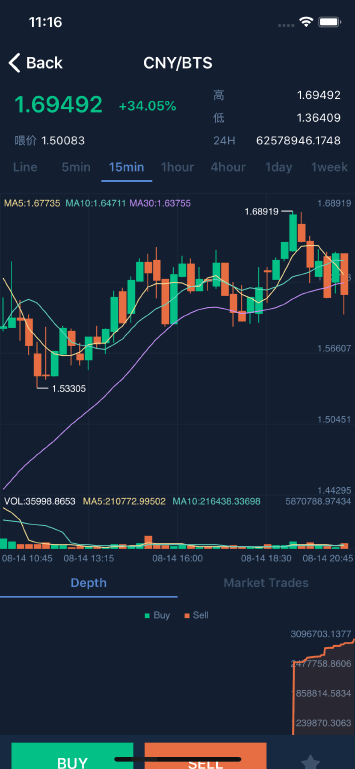 11:16
Back
CNY/BTS
1.69492 +34.05%
高 1.69492
低 1.36409
喂价 1.50083
24H 62578946.1748
Line 5min 15min 1hour 4hour 1day 1week
MA5:1.67735 MA10:1.64711 MA30:1.63755
1.68919
1.68919
1.56607
1.53305
1.50451
1.44295
VOL:35998.8653 MA5:210772.99502 MA10:216438.33698
5870788.97434
08-14 10:45 08-14 13:15 08-14 16:00 08-14 18:30 08-14 20:45
Depth Market Trades
Buy Sell
3096703.1377
2477758.8606
1858814.5834
1239870.3063
BUY SELL